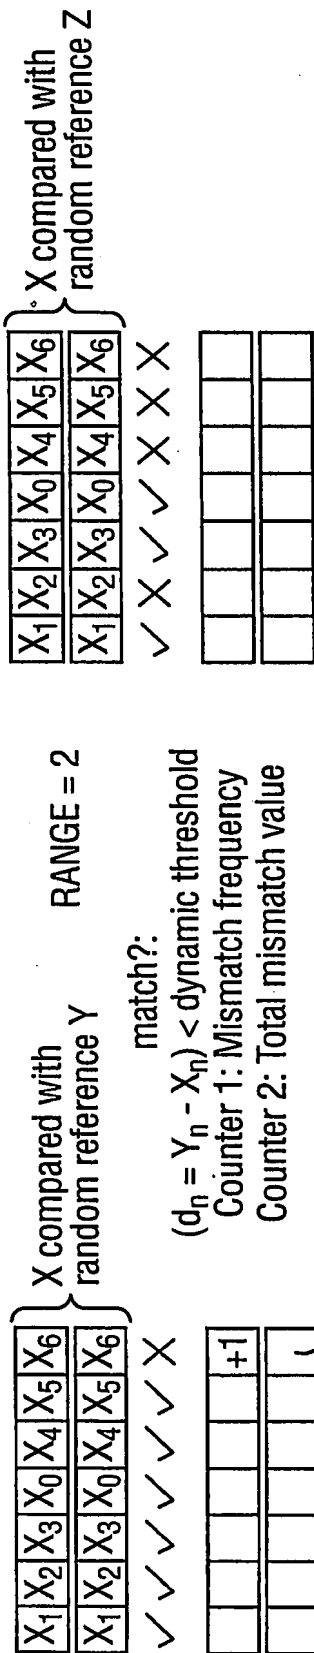 X1 X2 X3 X0 X4 X5 X6
X1 X2 X3 X0 X4 X5 X6
✓ ✓ ✓ ✓ ✓ ✓ X
+1
X compared with
random reference Y
RANGE = 2
match?:
(dn = Yn - Xn) < dynamic threshold
Counter 1: Mismatch frequency
Counter 2: Total mismatch value
X1 X2 X3 X0 X4 X5 X6
X1 X2 X3 X0 X4 X5 X6
✓ X ✓ ✓ X X X
X compared with
random reference Z